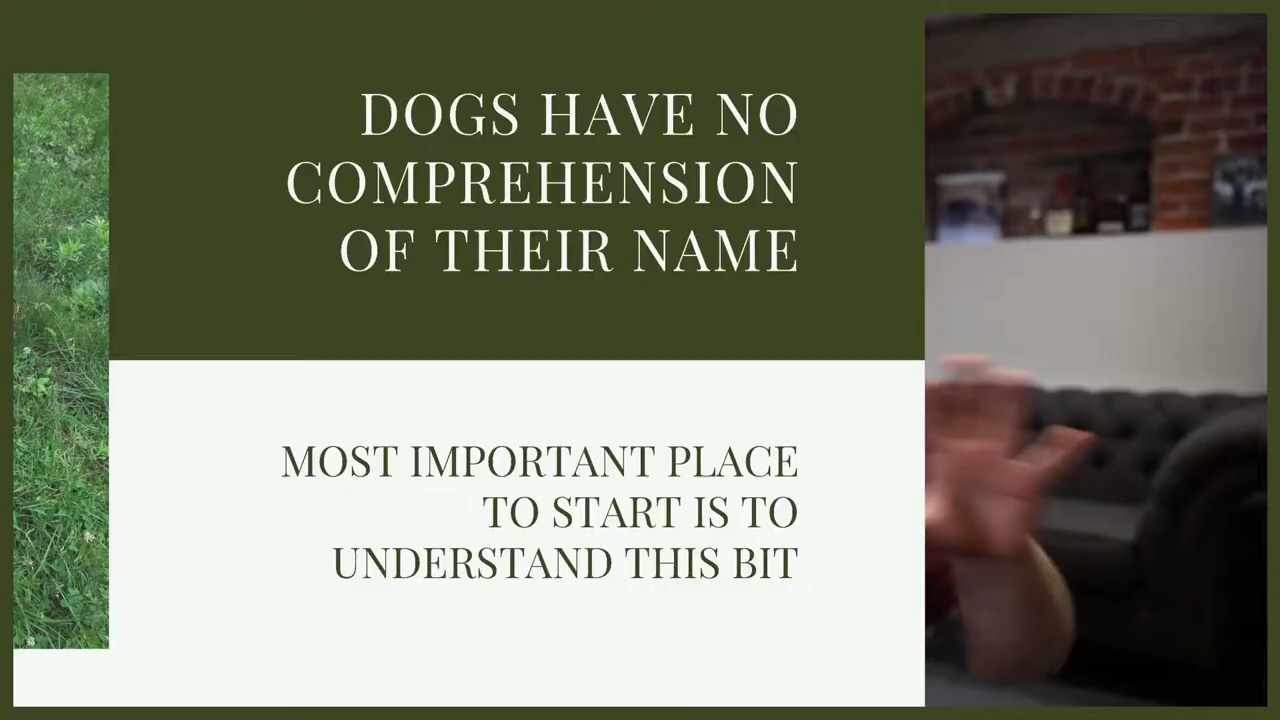 DOGS HAVE NO
COMPREHENSION
OF THEIR NAME
MOST IMPORTANT PLACE
TO START IS TO
UNDERSTAND THIS BIT